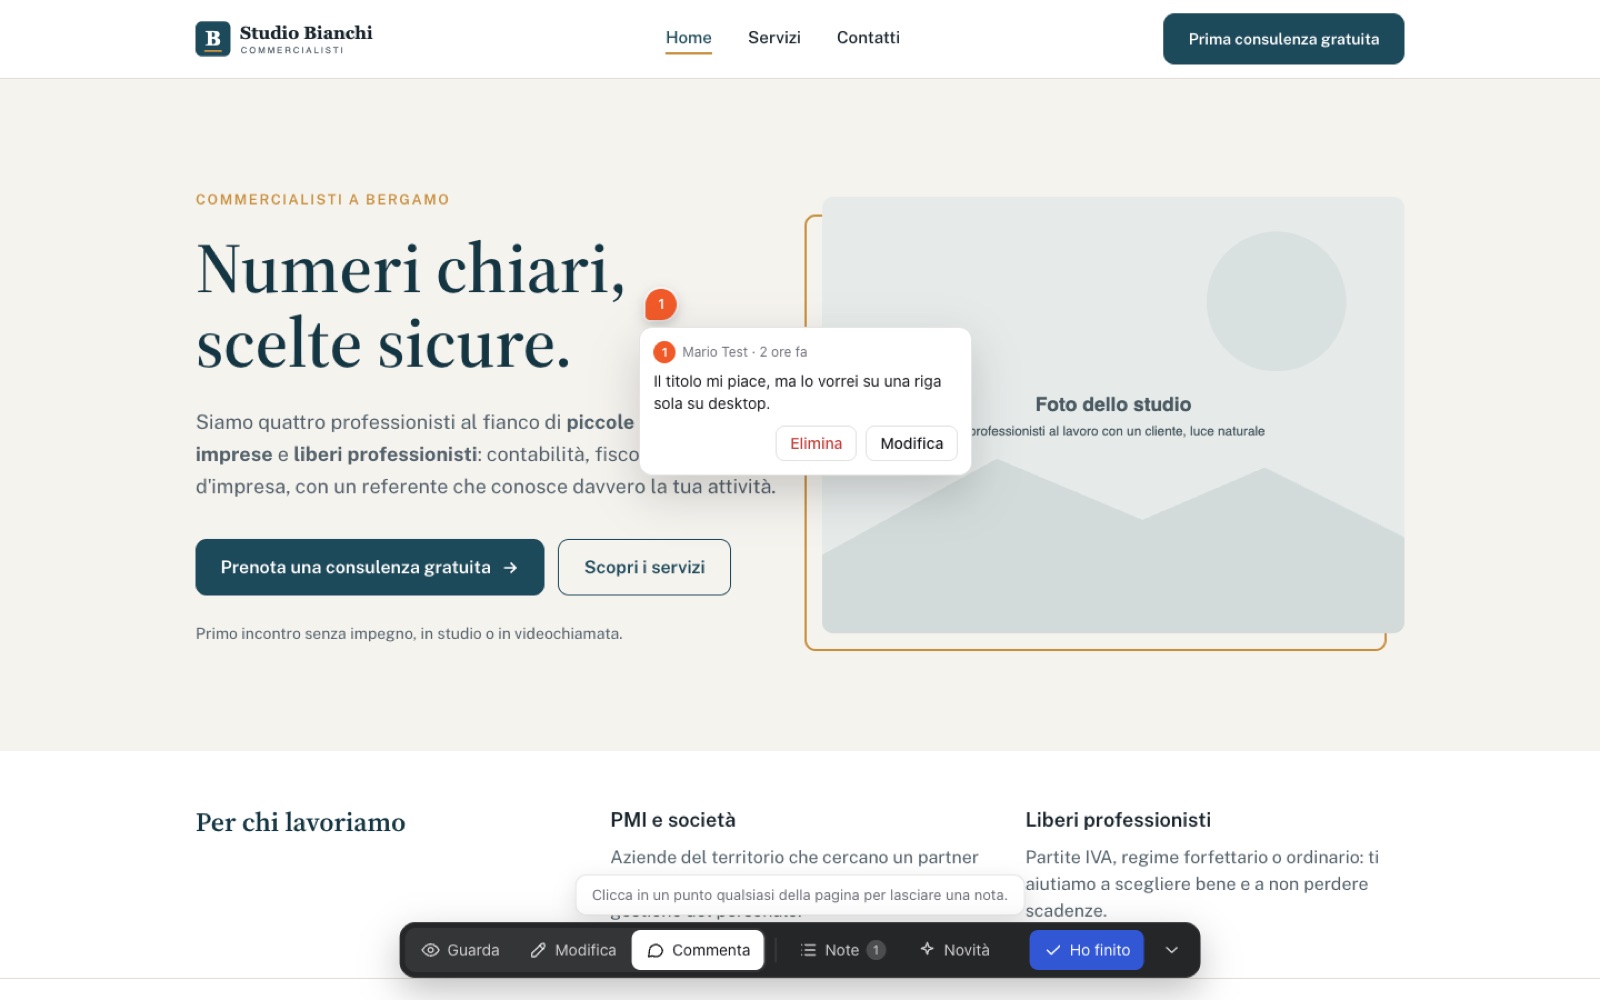 B
Studio Bianchi
COMMERCIALISTI
Home
Servizi
Contatti
Prima consulenza gratuita
COMMERCIALISTI A BERGAMO
Numeri chiari,
scelte sicure.
Siamo quattro professionisti al fianco di piccole
imprese e liberi professionisti: contabilità, fisco
d'impresa, con un referente che conosce davvero la tua attività.
Prenota una consulenza gratuita →
Scopri i servizi
Primo incontro senza impegno, in studio o in videochiamata.
1
1 Mario Test · 2 ore fa
Il titolo mi piace, ma lo vorrei su una riga
sola su desktop.
Elimina
Modifica
Foto dello studio
professionisti al lavoro con un cliente, luce naturale
Per chi lavoriamo
PMI e società
Aziende del territorio che cercano un partner
Liberi professionisti
Partite IVA, regime forfettario o ordinario: ti
aiutiamo a scegliere bene e a non perdere
scadenze.
Clicca in un punto qualsiasi della pagina per lasciare una nota.
Guarda
Modifica
Commenta
Note 1
Novità
Ho finito